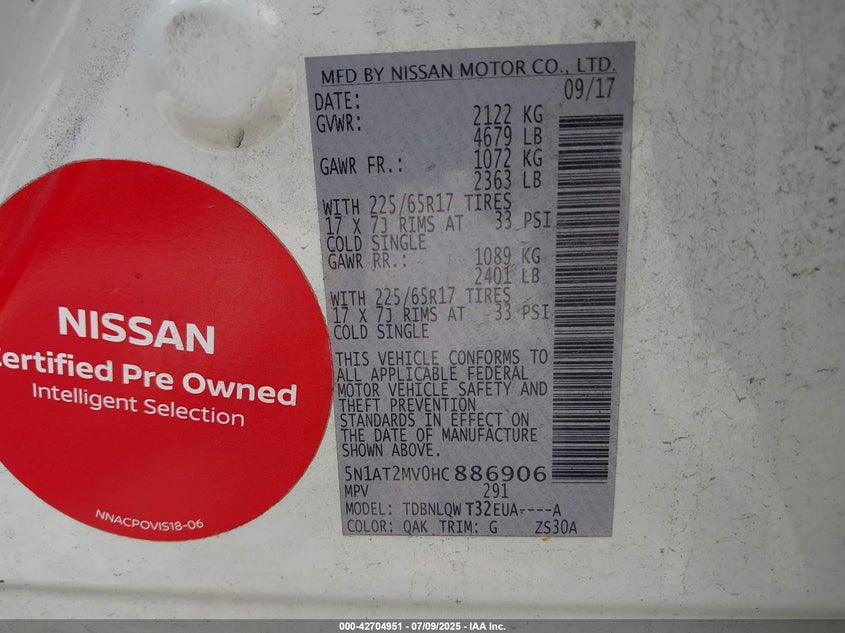 MFD BY NISSAN MOTOR CO., LTD.
DATE: 09/17
GVWR: 2122 KG
4679 LB
GAWR FR.: 1072 KG
2363 LB
WITH 225/65R17 TIRES
17 X 7J RIMS AT 33 PSI
COLD SINGLE
GAWR RR.: 1089 KG
2401 LB
WITH 225/65R17 TIRES
17 X 7J RIMS AT 33 PSI
COLD SINGLE
THIS VEHICLE CONFORMS TO
ALL APPLICABLE FEDERAL
MOTOR VEHICLE SAFETY AND
THEFT PREVENTION
STANDARDS IN EFFECT ON
THE DATE OF MANUFACTURE
SHOWN ABOVE.
5N1AT2MV0HC886906
MPV 291
MODEL: TDBNLQW T32EUA----A
COLOR: QAK TRIM: G ZS30A
NISSAN
Certified Pre Owned
Intelligent Selection
NNACPOVIS18-06
000-42704951 - 07/09/2025 - IAA Inc.